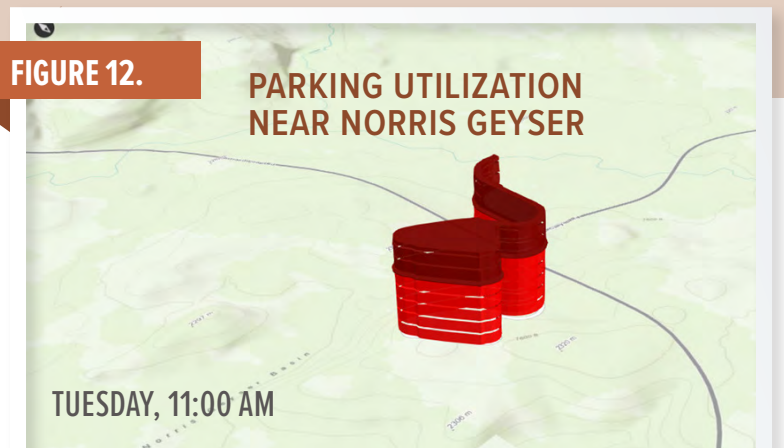 FIGURE 12.
PARKING UTILIZATION
NEAR NORRIS GEYSER
TUESDAY, 11:00 AM